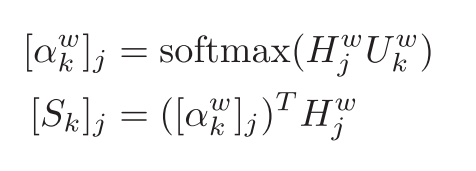 [α_k^w]_j = softmax(H_j^w U_k^w)
[S_k]_j = ([α_k^w]_j)^T H_j^w